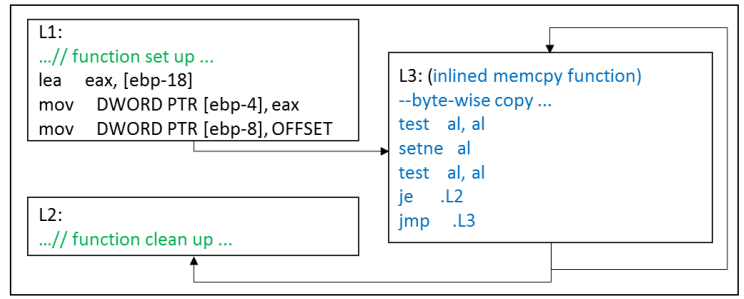 L1:
...// function set up ...
lea eax, [ebp-18]
mov DWORD PTR [ebp-4], eax
mov DWORD PTR [ebp-8], OFFSET
L3: (inlined memcpy function)
--byte-wise copy ...
test al, al
setne al
test al, al
je .L2
jmp .L3
L2:
...// function clean up ...